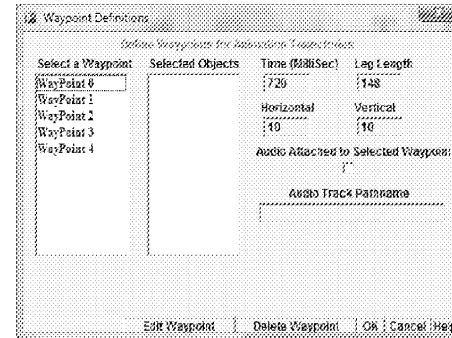 Waypoint Definitions
Define Waypoints for Animation Trajectories
Select a Waypoint Selected Objects Time (MilliSec) Leg Length
WayPoint 0 720 148
WayPoint 1
Horizontal Vertical
WayPoint 2
10 10
WayPoint 3
WayPoint 4
Audio Attached to Selected Waypoint
Audio Track Pathname
Edit Waypoint Delete Waypoint OK Cancel Help